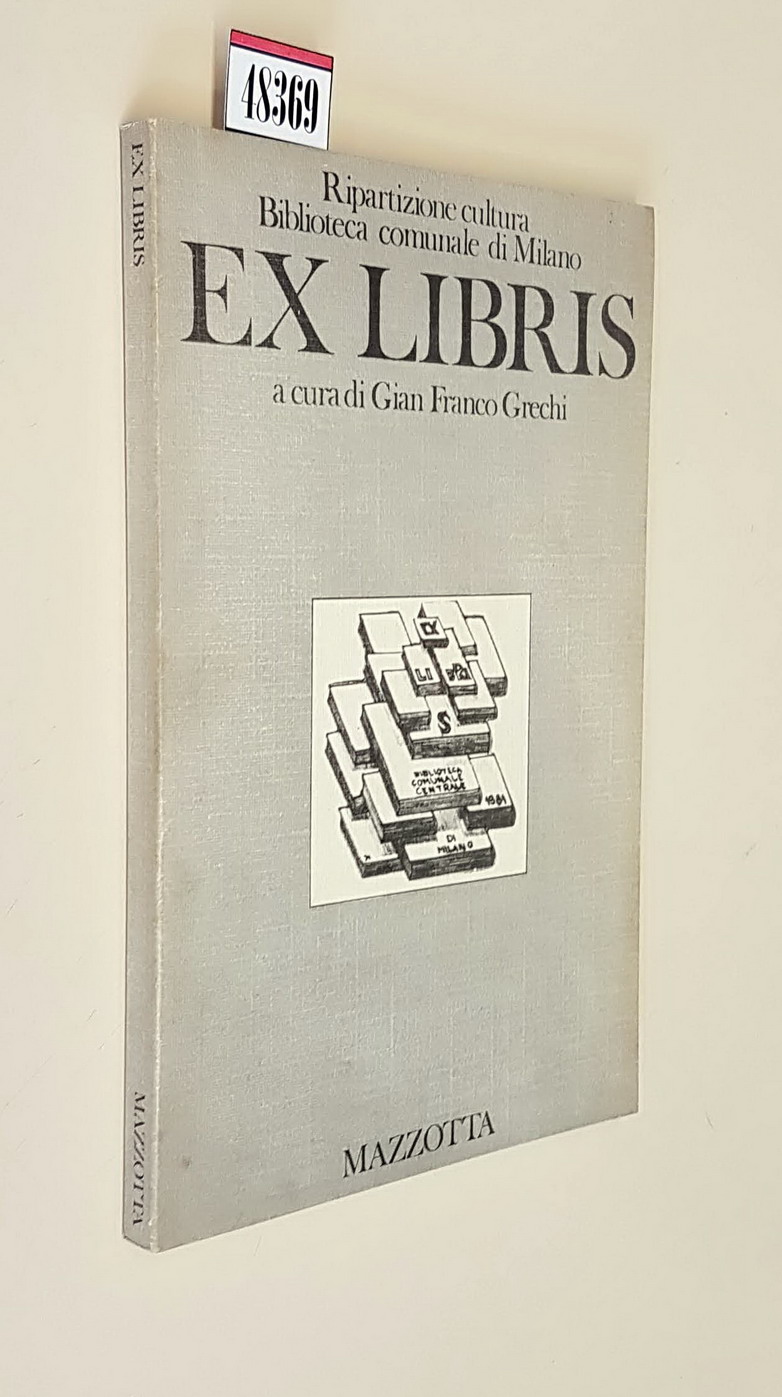 48369
Ripartizione cultura
Biblioteca comunale di Milano
EX LIBRIS
a cura di Gian Franco Grechi
EX
LI BRI
S
BIBLIOTECA
COMUNALE
CENTRALE
1981
DI
MILANO
MAZZOTTA
EX LIBRIS
MAZZOTTA